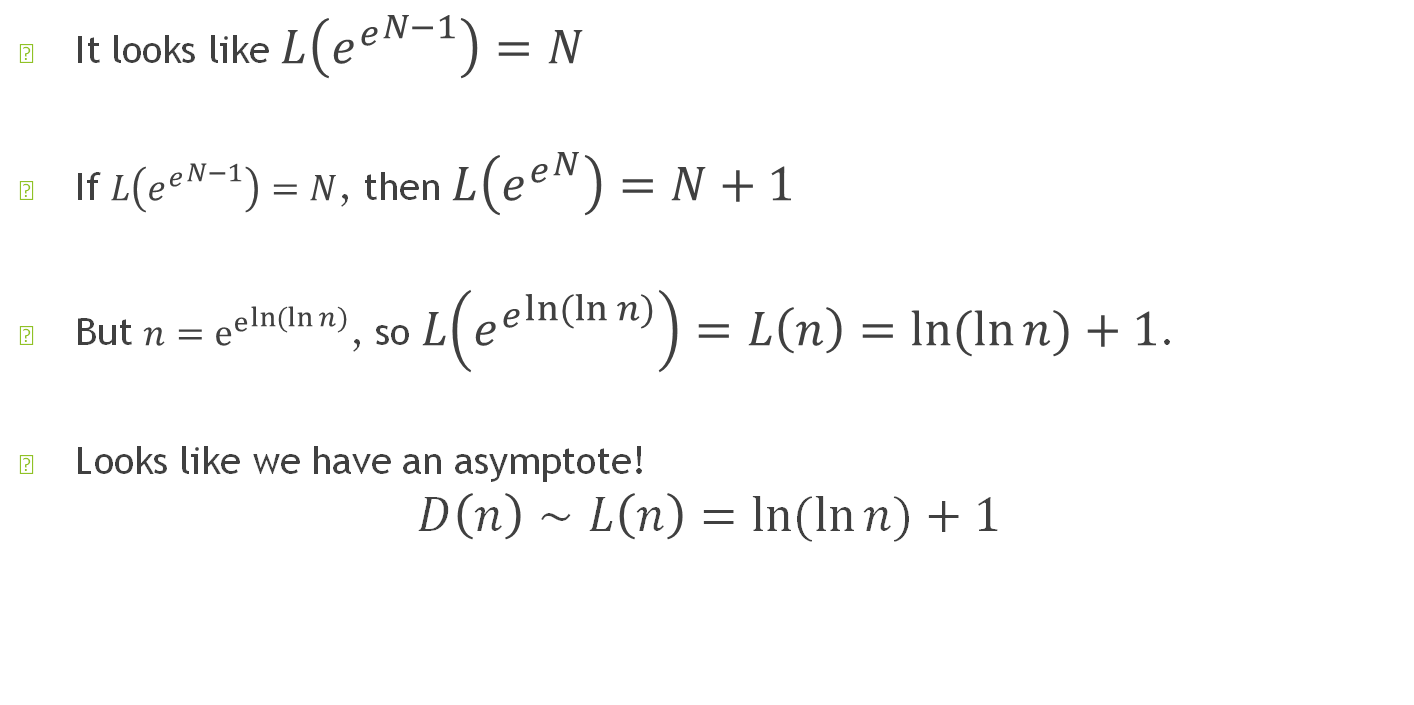 It looks like L(e^{e^{N−1}}) = N
If L(e^{e^{N−1}}) = N, then L(e^{e^N}) = N + 1
But n = e^{e^{ln(ln n)}}, so L(e^{e^{ln(ln n)}}) = L(n) = ln(ln n) + 1.
Looks like we have an asymptote!
D(n) ~ L(n) = ln(ln n) + 1